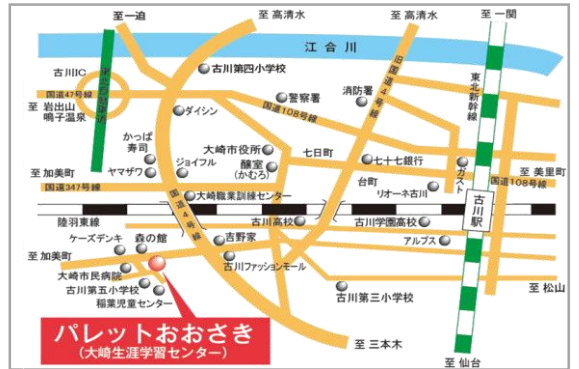 至一迫
至 高清水
至 高清水
至 一関
江合川
古川IC
国道47号線
東北自動車道
古川第四小学校
旧国道4号線
東北新幹線
至
岩出山
鳴子温泉
ダイシン
警察署
消防署
国道108号線
かっぱ
寿司
大崎市役所
七日町
醸室
(かむろ)
七十七銀行
ガスト
至 美里町
至 加美町
ヤマザワ
ジョイフル
台町
リオーネ古川
国道108号線
国道347号線
大崎職業訓練センター
国道4号線
陸羽東線
古川高校
古川学園高校
古川駅
ケーズデンキ
森の館
吉野家
アルプス
至 加美町
大崎市民病院
古川ファッションモール
古川第五小学校
稲葉児童センター
古川第三小学校
至 松山
パレットおおさき
(大崎生涯学習センター)
至 三本木
至 仙台